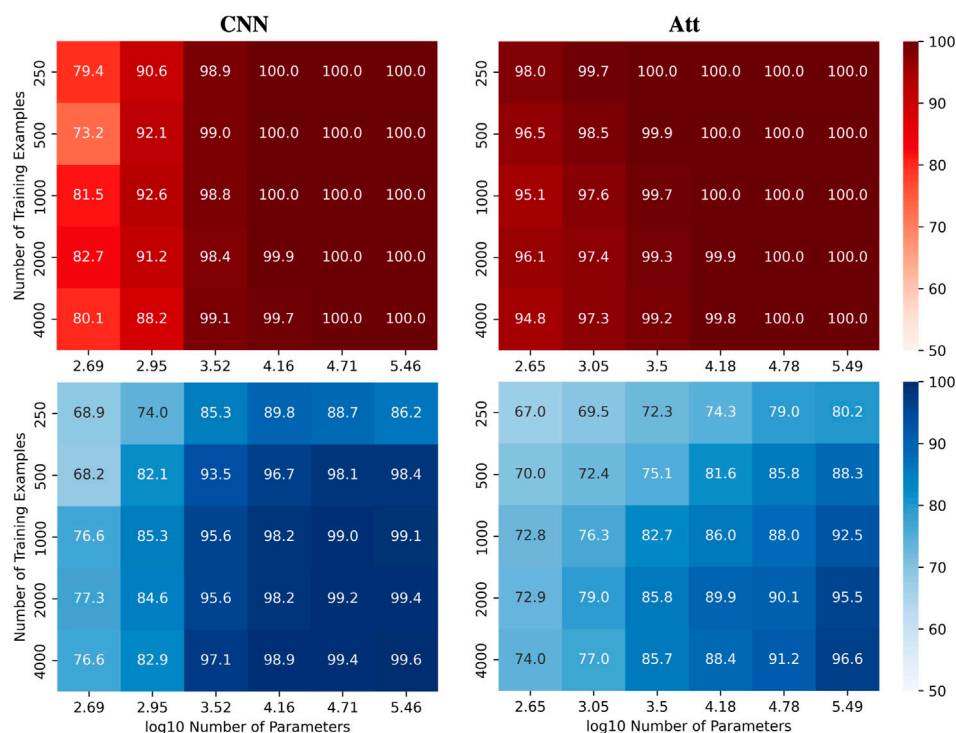 CNN Att
250 79.4 90.6 98.9 100.0 100.0 100.0 250 98.0 99.7 100.0 100.0 100.0 100.0 100
500 73.2 92.1 99.0 100.0 100.0 100.0 500 96.5 98.5 99.9 100.0 100.0 100.0 90
80
1000 81.5 92.6 98.8 100.0 100.0 100.0 1000 95.1 97.6 99.7 100.0 100.0 100.0
70
2000 82.7 91.2 98.4 99.9 100.0 100.0 2000 96.1 97.4 99.3 99.9 100.0 100.0
60
4000 80.1 88.2 99.1 99.7 100.0 100.0 4000 94.8 97.3 99.2 99.8 100.0 100.0
50
Number of Training Examples
2.69 2.95 3.52 4.16 4.71 5.46 2.65 3.05 3.5 4.18 4.78 5.49
250 68.9 74.0 85.3 89.8 88.7 86.2 250 67.0 69.5 72.3 74.3 79.0 80.2 100
500 68.2 82.1 93.5 96.7 98.1 98.4 500 70.0 72.4 75.1 81.6 85.8 88.3 90
80
1000 76.6 85.3 95.6 98.2 99.0 99.1 1000 72.8 76.3 82.7 86.0 88.0 92.5
70
2000 77.3 84.6 95.6 98.2 99.2 99.4 2000 72.9 79.0 85.8 89.9 90.1 95.5
60
4000 76.6 82.9 97.1 98.9 99.4 99.6 4000 74.0 77.0 85.7 88.4 91.2 96.6
50
Number of Training Examples
2.69 2.95 3.52 4.16 4.71 5.46 2.65 3.05 3.5 4.18 4.78 5.49
log10 Number of Parameters log10 Number of Parameters